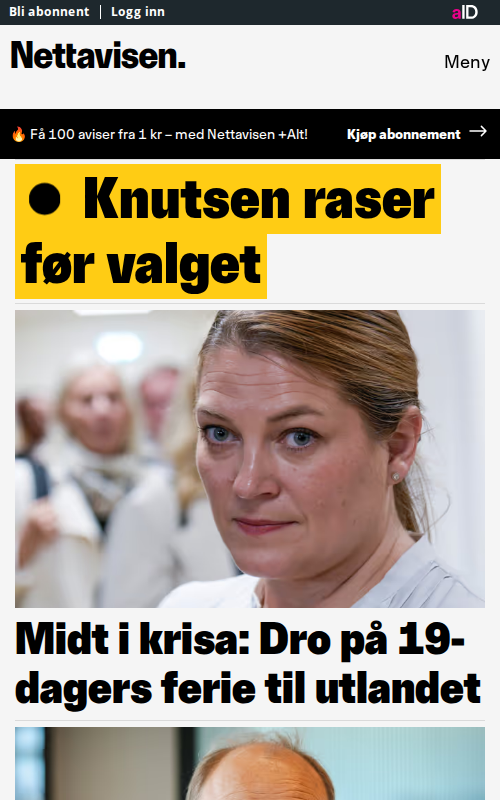 Bli abonnent | Logg inn
aID
Nettavisen.
Meny
🔥 Få 100 aviser fra 1 kr – med Nettavisen +Alt!
Kjøp abonnement →
● Knutsen raser
før valget
Midt i krisa: Dro på 19-
dagers ferie til utlandet